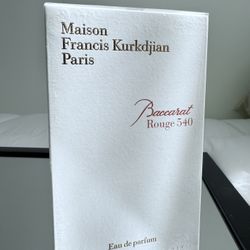 Maison
Francis Kurkdjian
Paris
Baccarat
Rouge 540
Eau de parfum